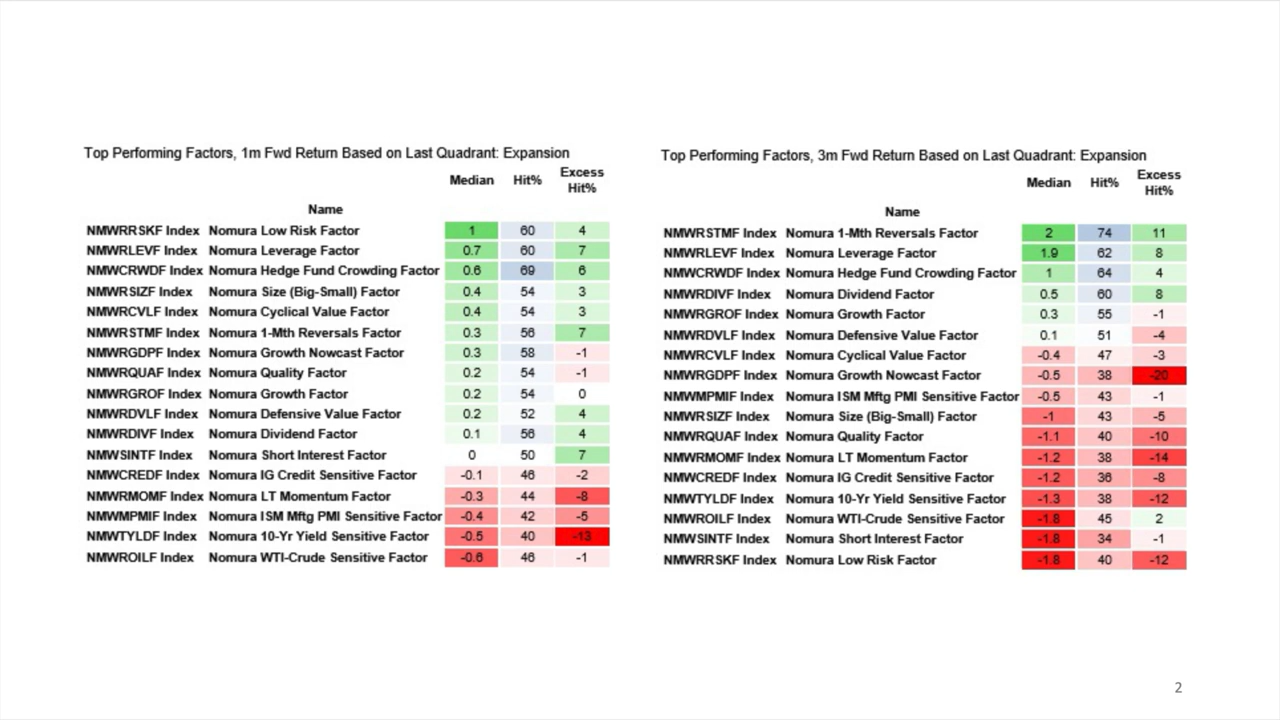 Top Performing Factors, 1m Fwd Return Based on Last Quadrant: Expansion
Median Hit% Excess Hit%
Name
NMWRRSKF Index Nomura Low Risk Factor 1 60 4
NMWRLEVF Index Nomura Leverage Factor 0.7 60 7
NMWCRWDF Index Nomura Hedge Fund Crowding Factor 0.6 69 6
NMWRSIZF Index Nomura Size (Big-Small) Factor 0.4 54 3
NMWRCVLF Index Nomura Cyclical Value Factor 0.4 54 3
NMWRSTMF Index Nomura 1-Mth Reversals Factor 0.3 56 7
NMWRGDPF Index Nomura Growth Nowcast Factor 0.3 58 -1
NMWRQUAF Index Nomura Quality Factor 0.2 54 -1
NMWRGROF Index Nomura Growth Factor 0.2 54 0
NMWRDVLF Index Nomura Defensive Value Factor 0.2 52 4
NMWRDIVF Index Nomura Dividend Factor 0.1 56 4
NMWSINTF Index Nomura Short Interest Factor 0 50 7
NMWCREDF Index Nomura IG Credit Sensitive Factor -0.1 46 -2
NMWRMOMF Index Nomura LT Momentum Factor -0.3 44 -8
NMWMPMIF Index Nomura ISM Mftg PMI Sensitive Factor -0.4 42 -5
NMWTYLDF Index Nomura 10-Yr Yield Sensitive Factor -0.5 40 -13
NMWROILF Index Nomura WTI-Crude Sensitive Factor -0.6 46 -1
Top Performing Factors, 3m Fwd Return Based on Last Quadrant: Expansion
Median Hit% Excess Hit%
Name
NMWRSTMF Index Nomura 1-Mth Reversals Factor 2 74 11
NMWRLEVF Index Nomura Leverage Factor 1.9 62 8
NMWCRWDF Index Nomura Hedge Fund Crowding Factor 1 64 4
NMWRDIVF Index Nomura Dividend Factor 0.5 60 8
NMWRGROF Index Nomura Growth Factor 0.3 55 -1
NMWRDVLF Index Nomura Defensive Value Factor 0.1 51 -4
NMWRCVLF Index Nomura Cyclical Value Factor -0.4 47 -3
NMWRGDPF Index Nomura Growth Nowcast Factor -0.5 38 -20
NMWMPMIF Index Nomura ISM Mftg PMI Sensitive Factor -0.5 43 -1
NMWRSIZF Index Nomura Size (Big-Small) Factor -1 43 -5
NMWRQUAF Index Nomura Quality Factor -1.1 40 -10
NMWRMOMF Index Nomura LT Momentum Factor -1.2 38 -14
NMWCREDF Index Nomura IG Credit Sensitive Factor -1.2 36 -8
NMWTYLDF Index Nomura 10-Yr Yield Sensitive Factor -1.3 38 -12
NMWROILF Index Nomura WTI-Crude Sensitive Factor -1.8 45 2
NMWSINTF Index Nomura Short Interest Factor -1.8 34 -1
NMWRRSKF Index Nomura Low Risk Factor -1.8 40 -12
2